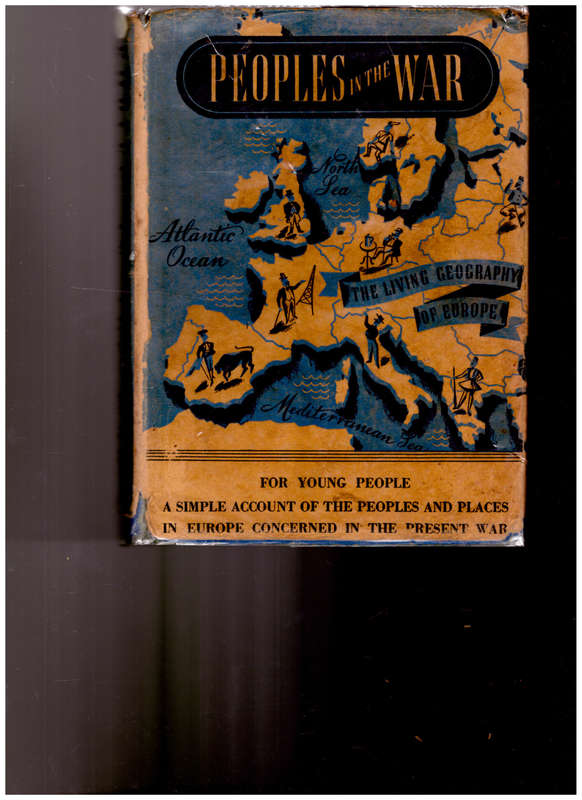 PEOPLES IN THE WAR
North
Sea
Atlantic
Ocean
THE LIVING GEOGRAPHY
OF EUROPE
Mediterranean Sea
FOR YOUNG PEOPLE
A SIMPLE ACCOUNT OF THE PEOPLES AND PLACES
IN EUROPE CONCERNED IN THE PRESENT WAR